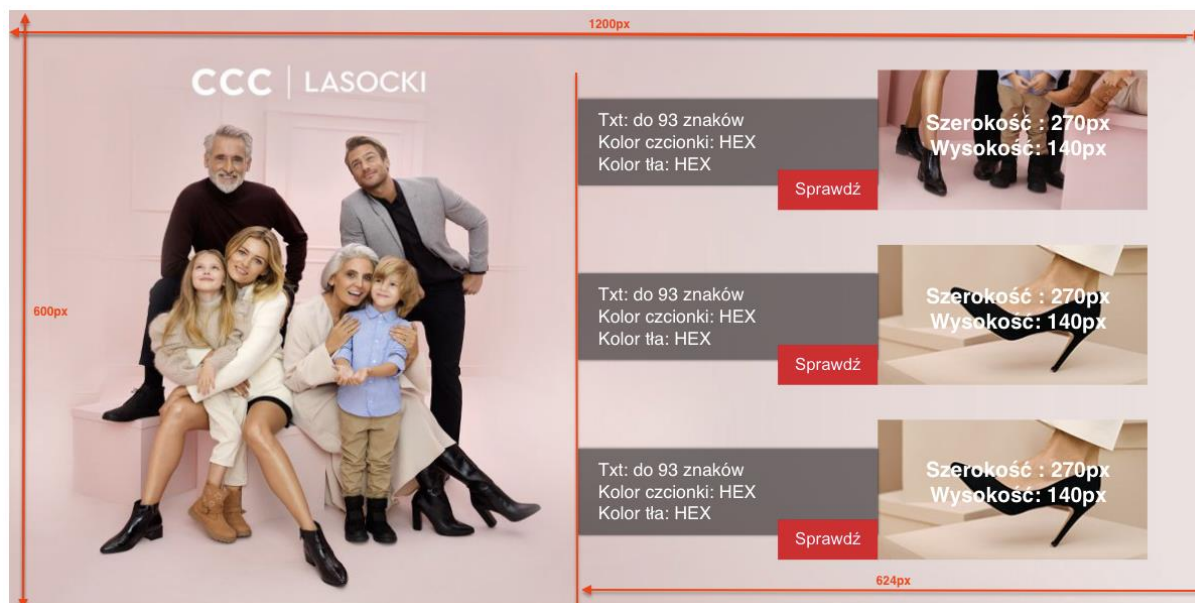 1200px
CCC | LASOCKI
600px
Txt: do 93 znaków
Kolor czcionki: HEX
Kolor tła: HEX
Sprawdź
Szerokość : 270px
Wysokość: 140px
Txt: do 93 znaków
Kolor czcionki: HEX
Kolor tła: HEX
Sprawdź
Szerokość : 270px
Wysokość: 140px
Txt: do 93 znaków
Kolor czcionki: HEX
Kolor tła: HEX
Sprawdź
Szerokość : 270px
Wysokość: 140px
624px